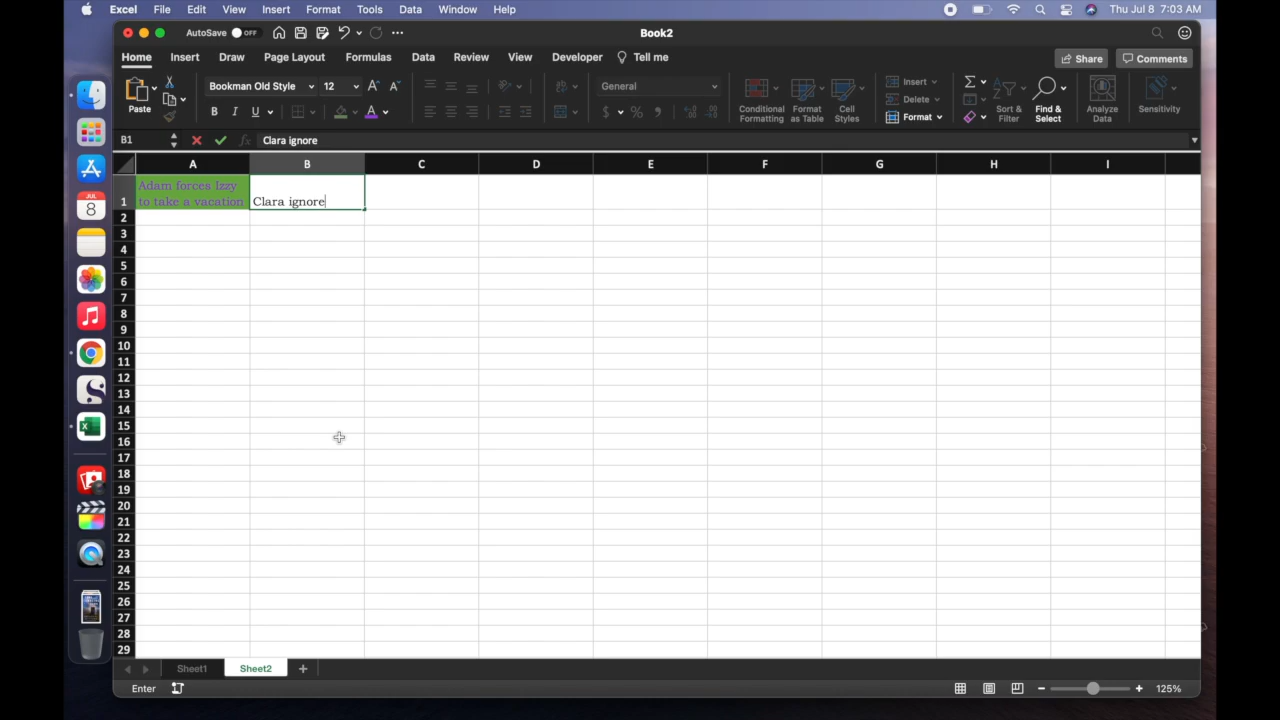 Excel File Edit View Insert Format Tools Data Window Help Thu Jul 8 7:03 AM
AutoSave OFF Book2
Home Insert Draw Page Layout Formulas Data Review View Developer Tell me Share Comments
Paste Bookman Old Style 12 A A General Conditional Formatting Format as Table Cell Styles Insert Delete Format Sort & Filter Find & Select Analyze Data Sensitivity
B I U A $ % 
B1 fx Clara ignore
A B C D E F G H I
Adam forces Izzy
1 to take a vacation Clara ignore
2
3
4
5
6
7
8
9
10
11
12
13
14
15
16
17
18
19
20
21
22
23
24
25
26
27
28
29
JUL
8
Sheet1 Sheet2 +
Enter 125%